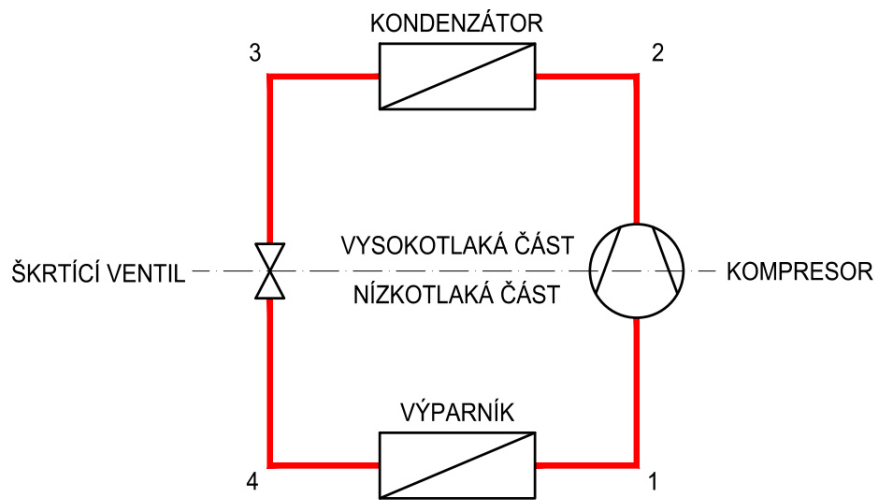 KONDENZÁTOR
3
2
VYSOKOTLAKÁ ČÁST
ŠKRTÍCÍ VENTIL
KOMPRESOR
NÍZKOTLAKÁ ČÁST
VÝPARNÍK
4
1